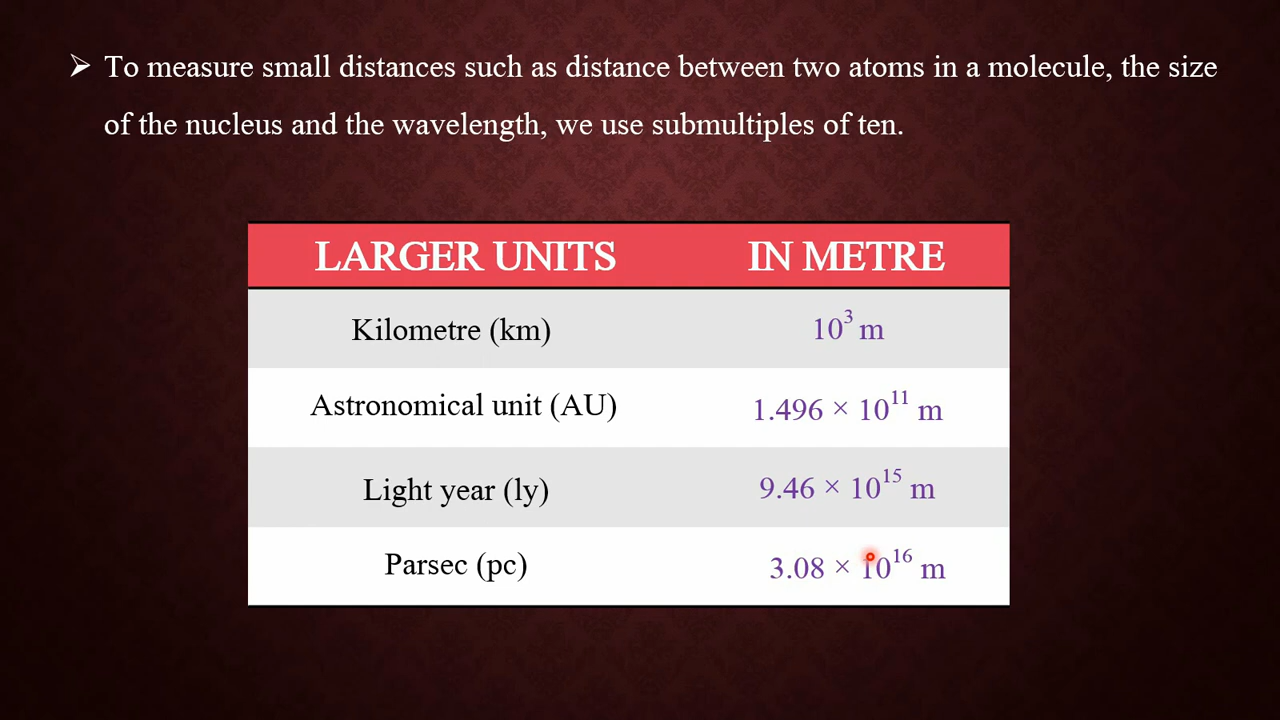 ➢ To measure small distances such as distance between two atoms in a molecule, the size
of the nucleus and the wavelength, we use submultiples of ten.
LARGER UNITS IN METRE
Kilometre (km) 10³ m
Astronomical unit (AU) 1.496 × 10¹¹ m
Light year (ly) 9.46 × 10¹⁵ m
Parsec (pc) 3.08 × 10¹⁶ m